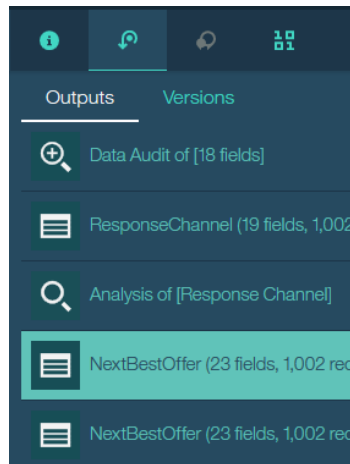 Outputs Versions
Data Audit of [18 fields]
ResponseChannel (19 fields, 1,002
Analysis of [Response Channel]
NextBestOffer (23 fields, 1,002 rec
NextBestOffer (23 fields, 1,002 rec